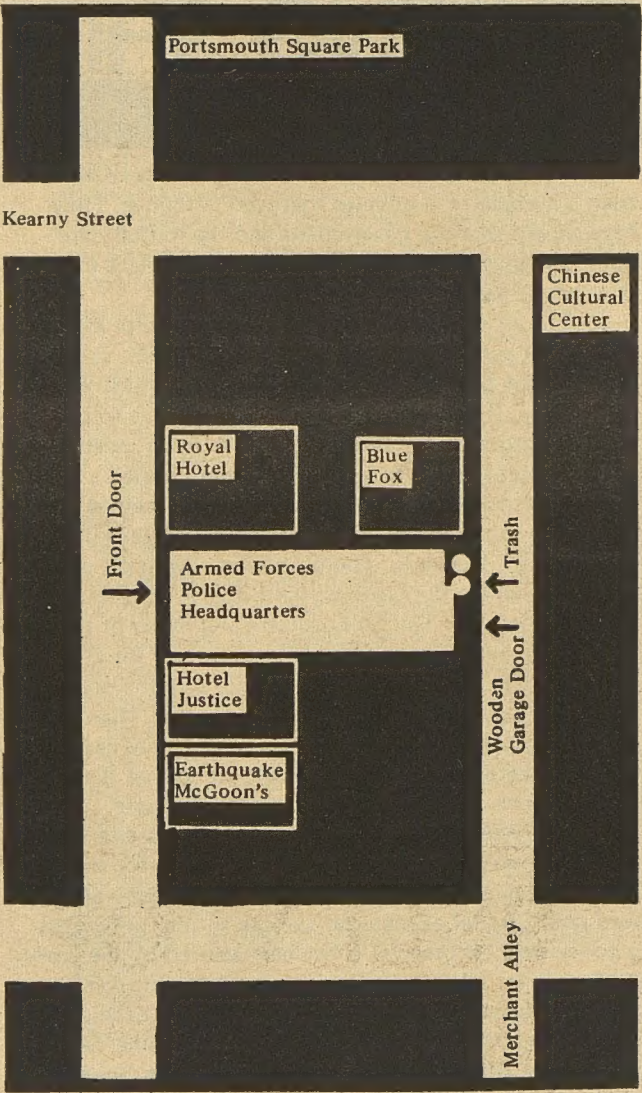 Portsmouth Square Park
Kearny Street
Chinese
Cultural
Center
Royal
Hotel
Blue
Fox
Front Door
Armed Forces
Police
Headquarters
Trash
Hotel
Justice
Wooden
Garage Door
Earthquake
McGoon's
Merchant Alley